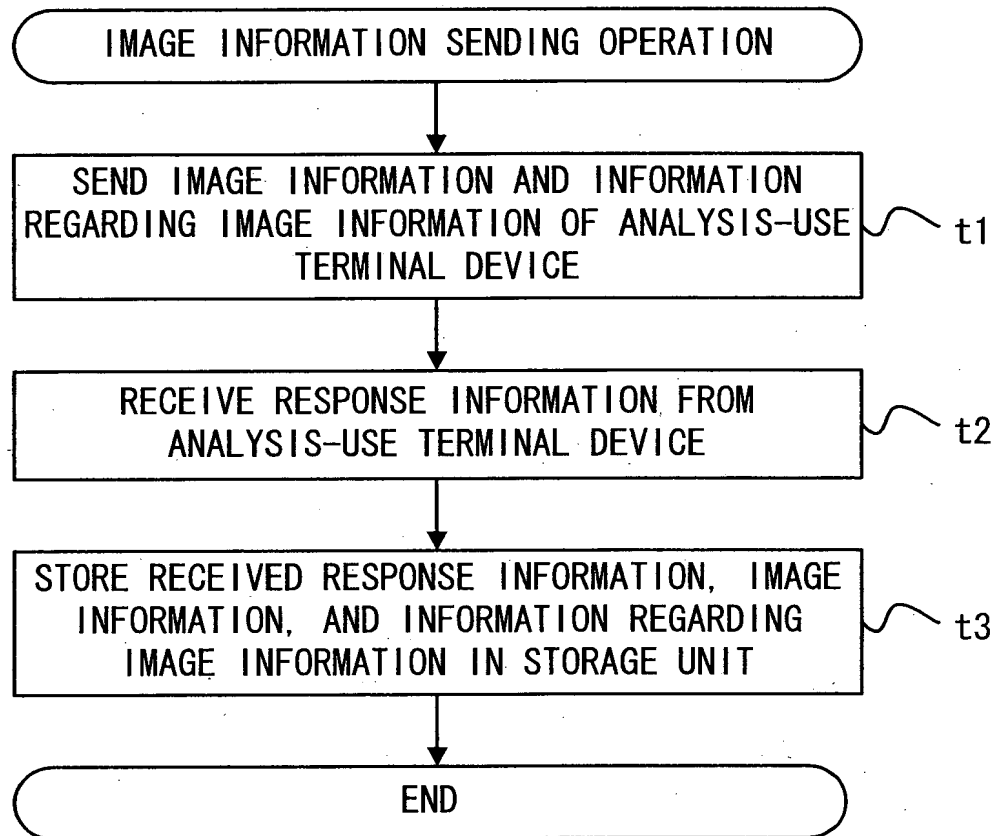 IMAGE INFORMATION SENDING OPERATION
SEND IMAGE INFORMATION AND INFORMATION
REGARDING IMAGE INFORMATION OF ANALYSIS-USE
TERMINAL DEVICE
t1
RECEIVE RESPONSE INFORMATION FROM
ANALYSIS-USE TERMINAL DEVICE
t2
STORE RECEIVED RESPONSE INFORMATION, IMAGE
INFORMATION, AND INFORMATION REGARDING
IMAGE INFORMATION IN STORAGE UNIT
t3
END